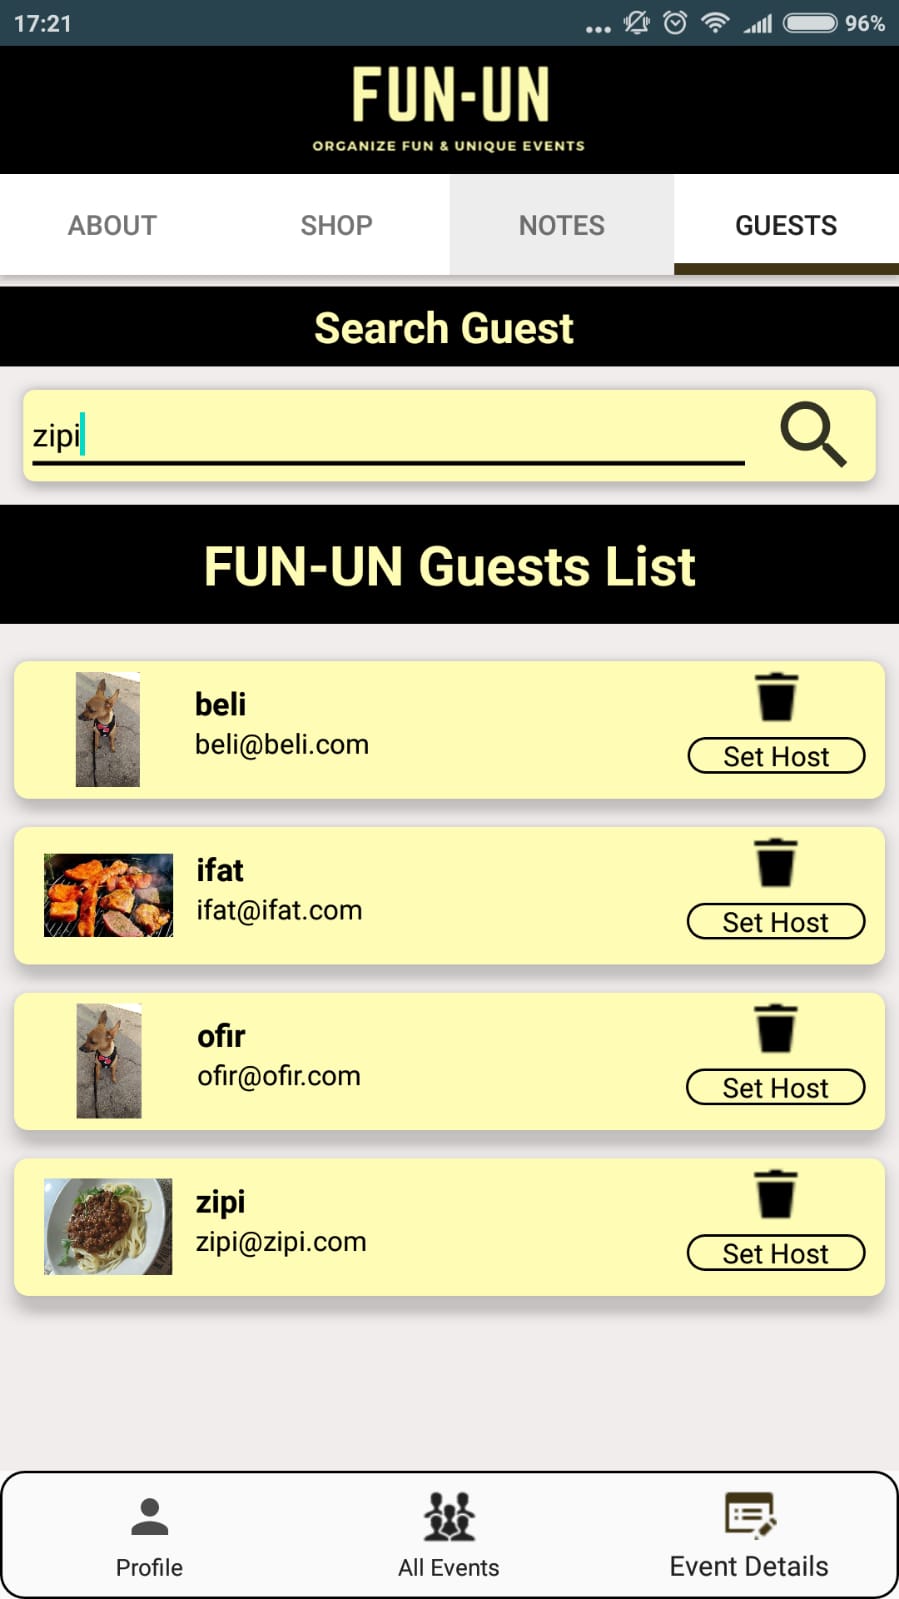 17:21
96%
FUN-UN
ORGANIZE FUN & UNIQUE EVENTS
ABOUT SHOP NOTES GUESTS
Search Guest
zipi
FUN-UN Guests List
beli
beli@beli.com
Set Host
ifat
ifat@ifat.com
Set Host
ofir
ofir@ofir.com
Set Host
zipi
zipi@zipi.com
Set Host
Profile All Events Event Details